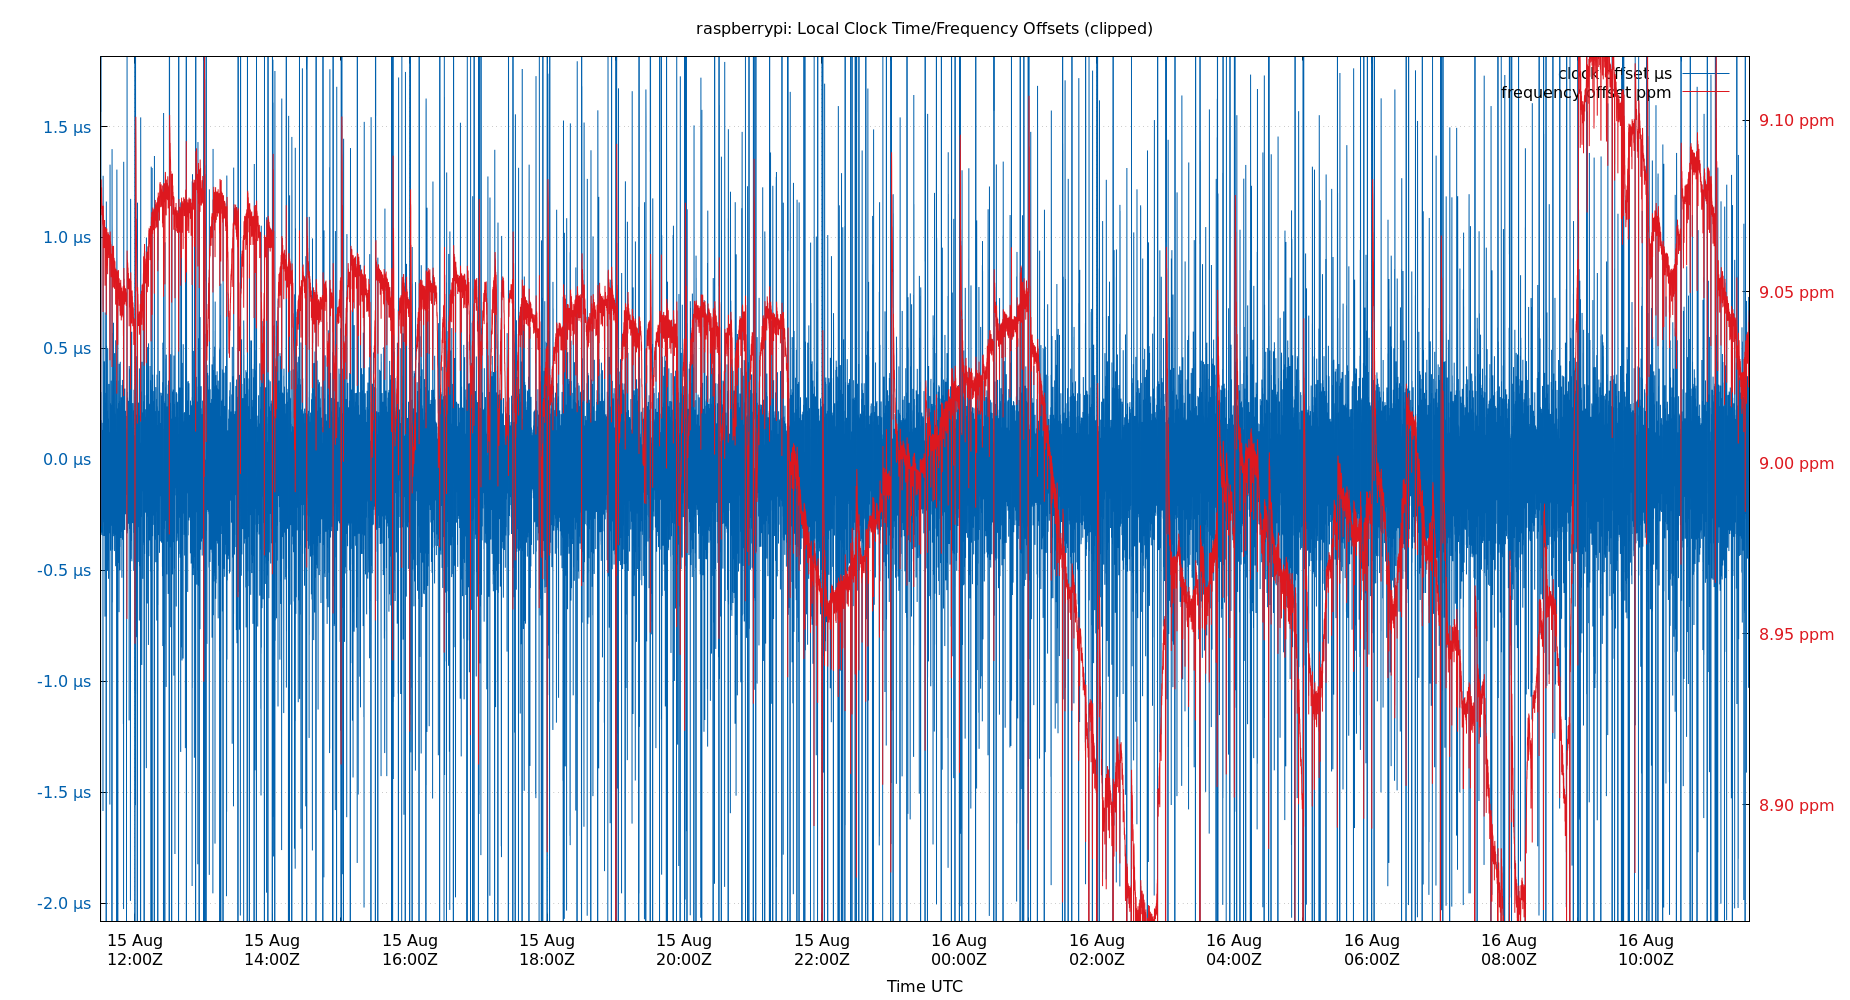 raspberrypi: Local Clock Time/Frequency Offsets (clipped)
clock offset µs
frequency offset ppm
1.5 µs
1.0 µs
0.5 µs
0.0 µs
-0.5 µs
-1.0 µs
-1.5 µs
-2.0 µs
9.10 ppm
9.05 ppm
9.00 ppm
8.95 ppm
8.90 ppm
15 Aug 15 Aug 15 Aug 15 Aug 15 Aug 15 Aug 16 Aug 16 Aug 16 Aug 16 Aug 16 Aug 16 Aug
12:00Z 14:00Z 16:00Z 18:00Z 20:00Z 22:00Z 00:00Z 02:00Z 04:00Z 06:00Z 08:00Z 10:00Z
Time UTC